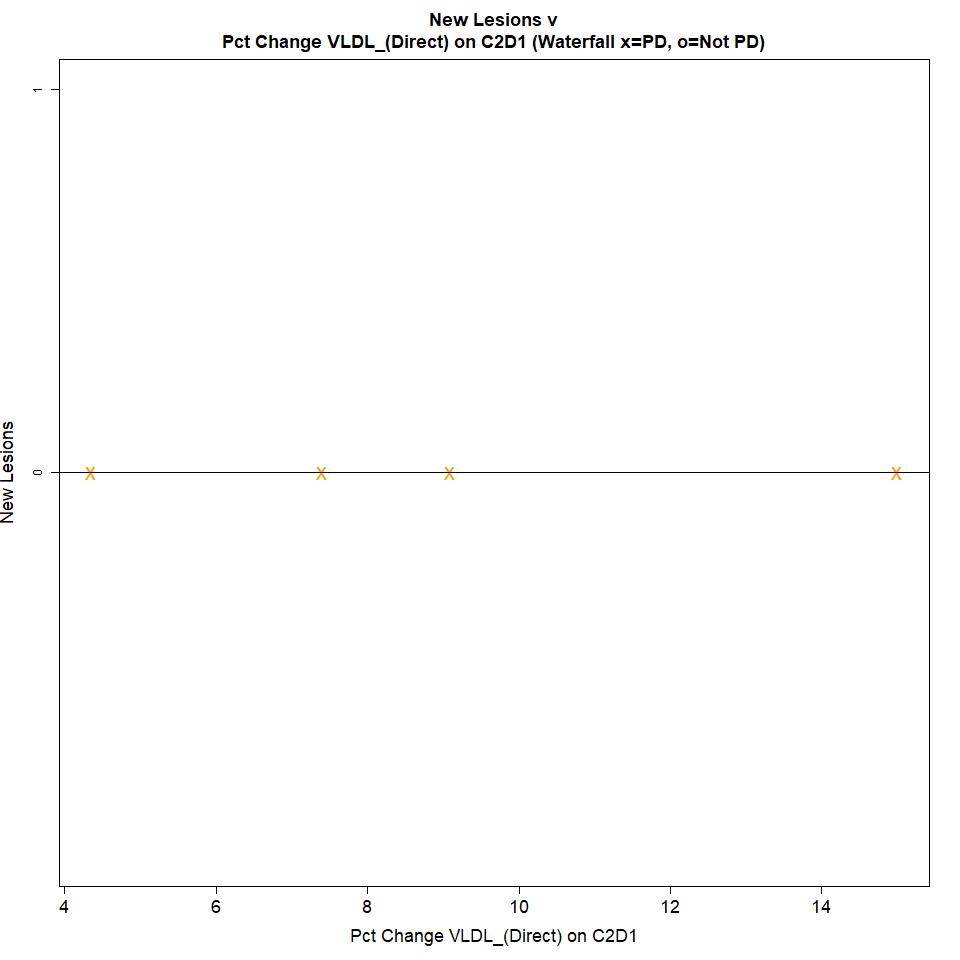 New Lesions v
Pct Change VLDL_(Direct) on C2D1 (Waterfall x=PD, o=Not PD)
1
0
New Lesions
X X X X
4 6 8 10 12 14
Pct Change VLDL_(Direct) on C2D1